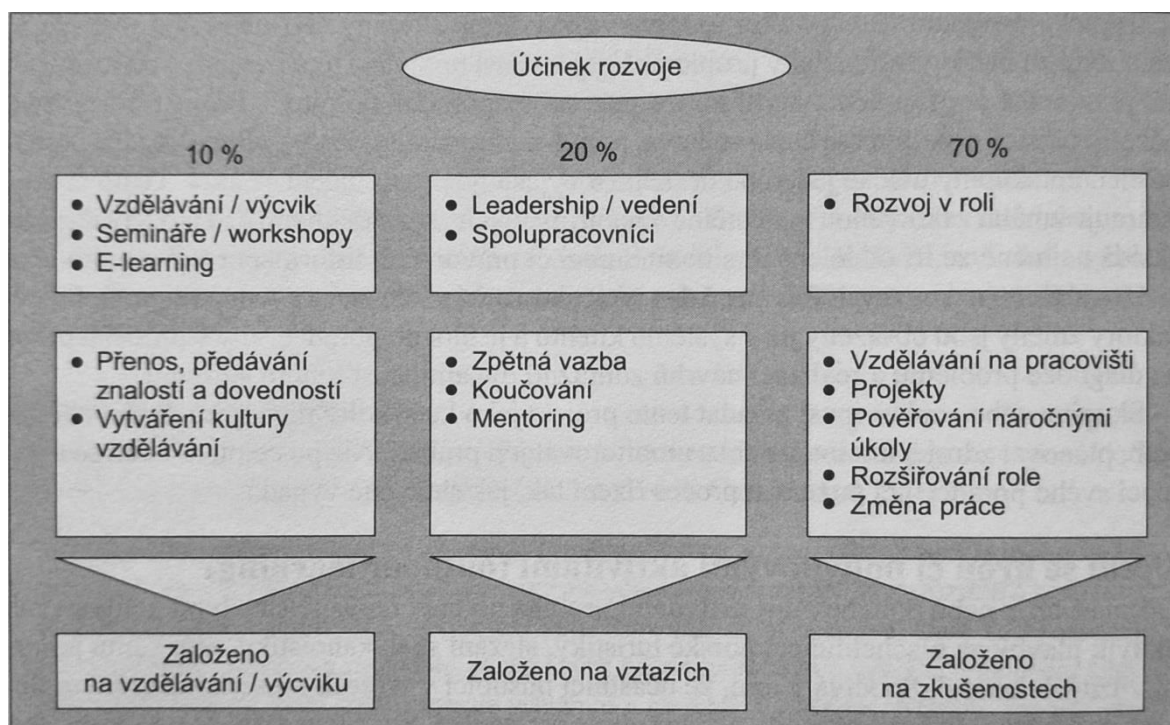 Účinek rozvoje
10 %
20 %
70 %
• Vzdělávání / výcvik
• Semináře / workshopy
• E-learning
• Leadership / vedení
• Spolupracovníci
• Rozvoj v roli
• Přenos, předávání
znalostí a dovedností
• Vytváření kultury
vzdělávání
• Zpětná vazba
• Koučování
• Mentoring
• Vzdělávání na pracovišti
• Projekty
• Pověřování náročnými
úkoly
• Rozšiřování role
• Změna práce
Založeno
na vzdělávání / výcviku
Založeno na vztazích
Založeno
na zkušenostech